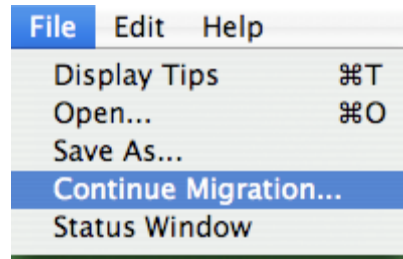 File Edit Help
Display Tips ⌘T
Open... ⌘O
Save As...
Continue Migration...
Status Window